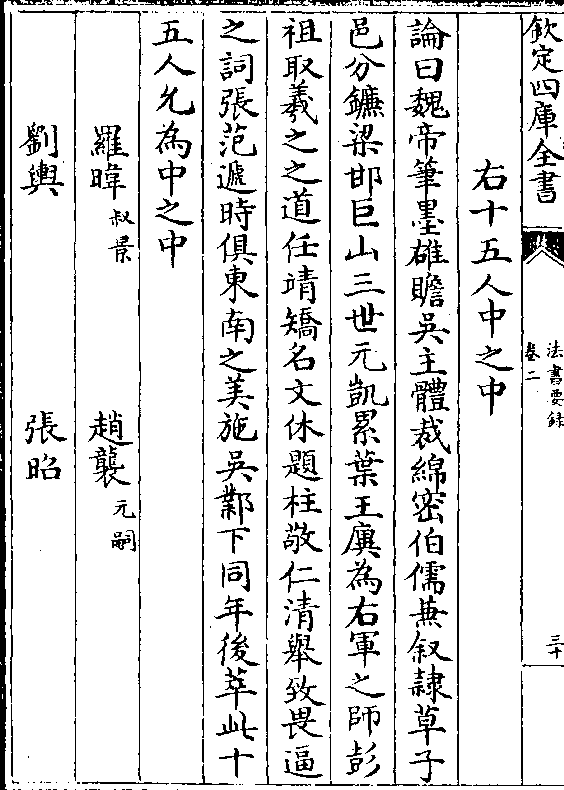 欽定四庫全書
法書要錄
卷二
三十
右十五人中之中
論曰魏帝筆墨雄贍吳主體裁綿密伯儒兼叙隷草子
邑分鑣梁邯巨山三世元凱累葉王廙為右軍之師彭
祖取羲之之道任靖矯名文休題柱敬仁清舉致畏逼
之詞張范遞時俱東南之美施吳鄴下同年後萃此十
五人允為中之中
羅暉叔景　趙襲元嗣
劉輿　張昭